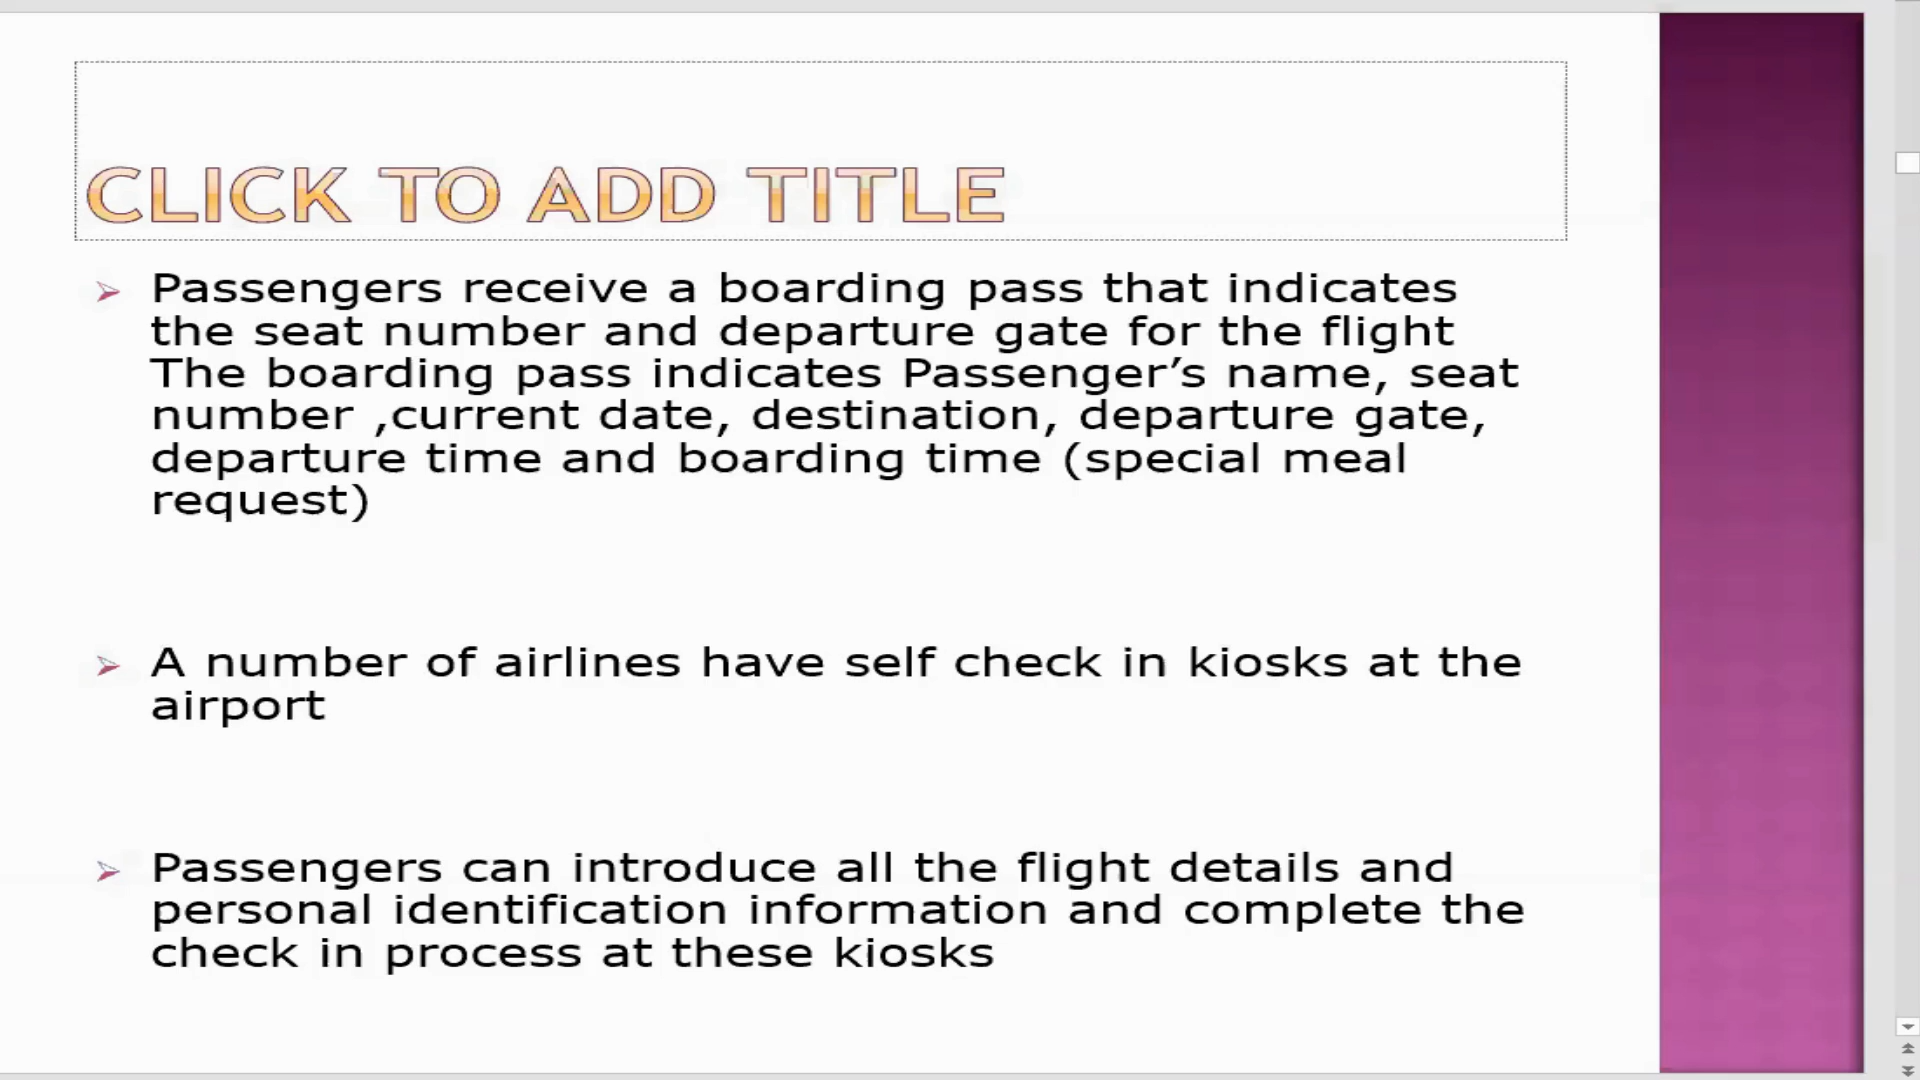 CLICK TO ADD TITLE
Passengers receive a boarding pass that indicates
the seat number and departure gate for the flight
The boarding pass indicates Passenger’s name, seat
number ,current date, destination, departure gate,
departure time and boarding time (special meal
request)
A number of airlines have self check in kiosks at the
airport
Passengers can introduce all the flight details and
personal identification information and complete the
check in process at these kiosks